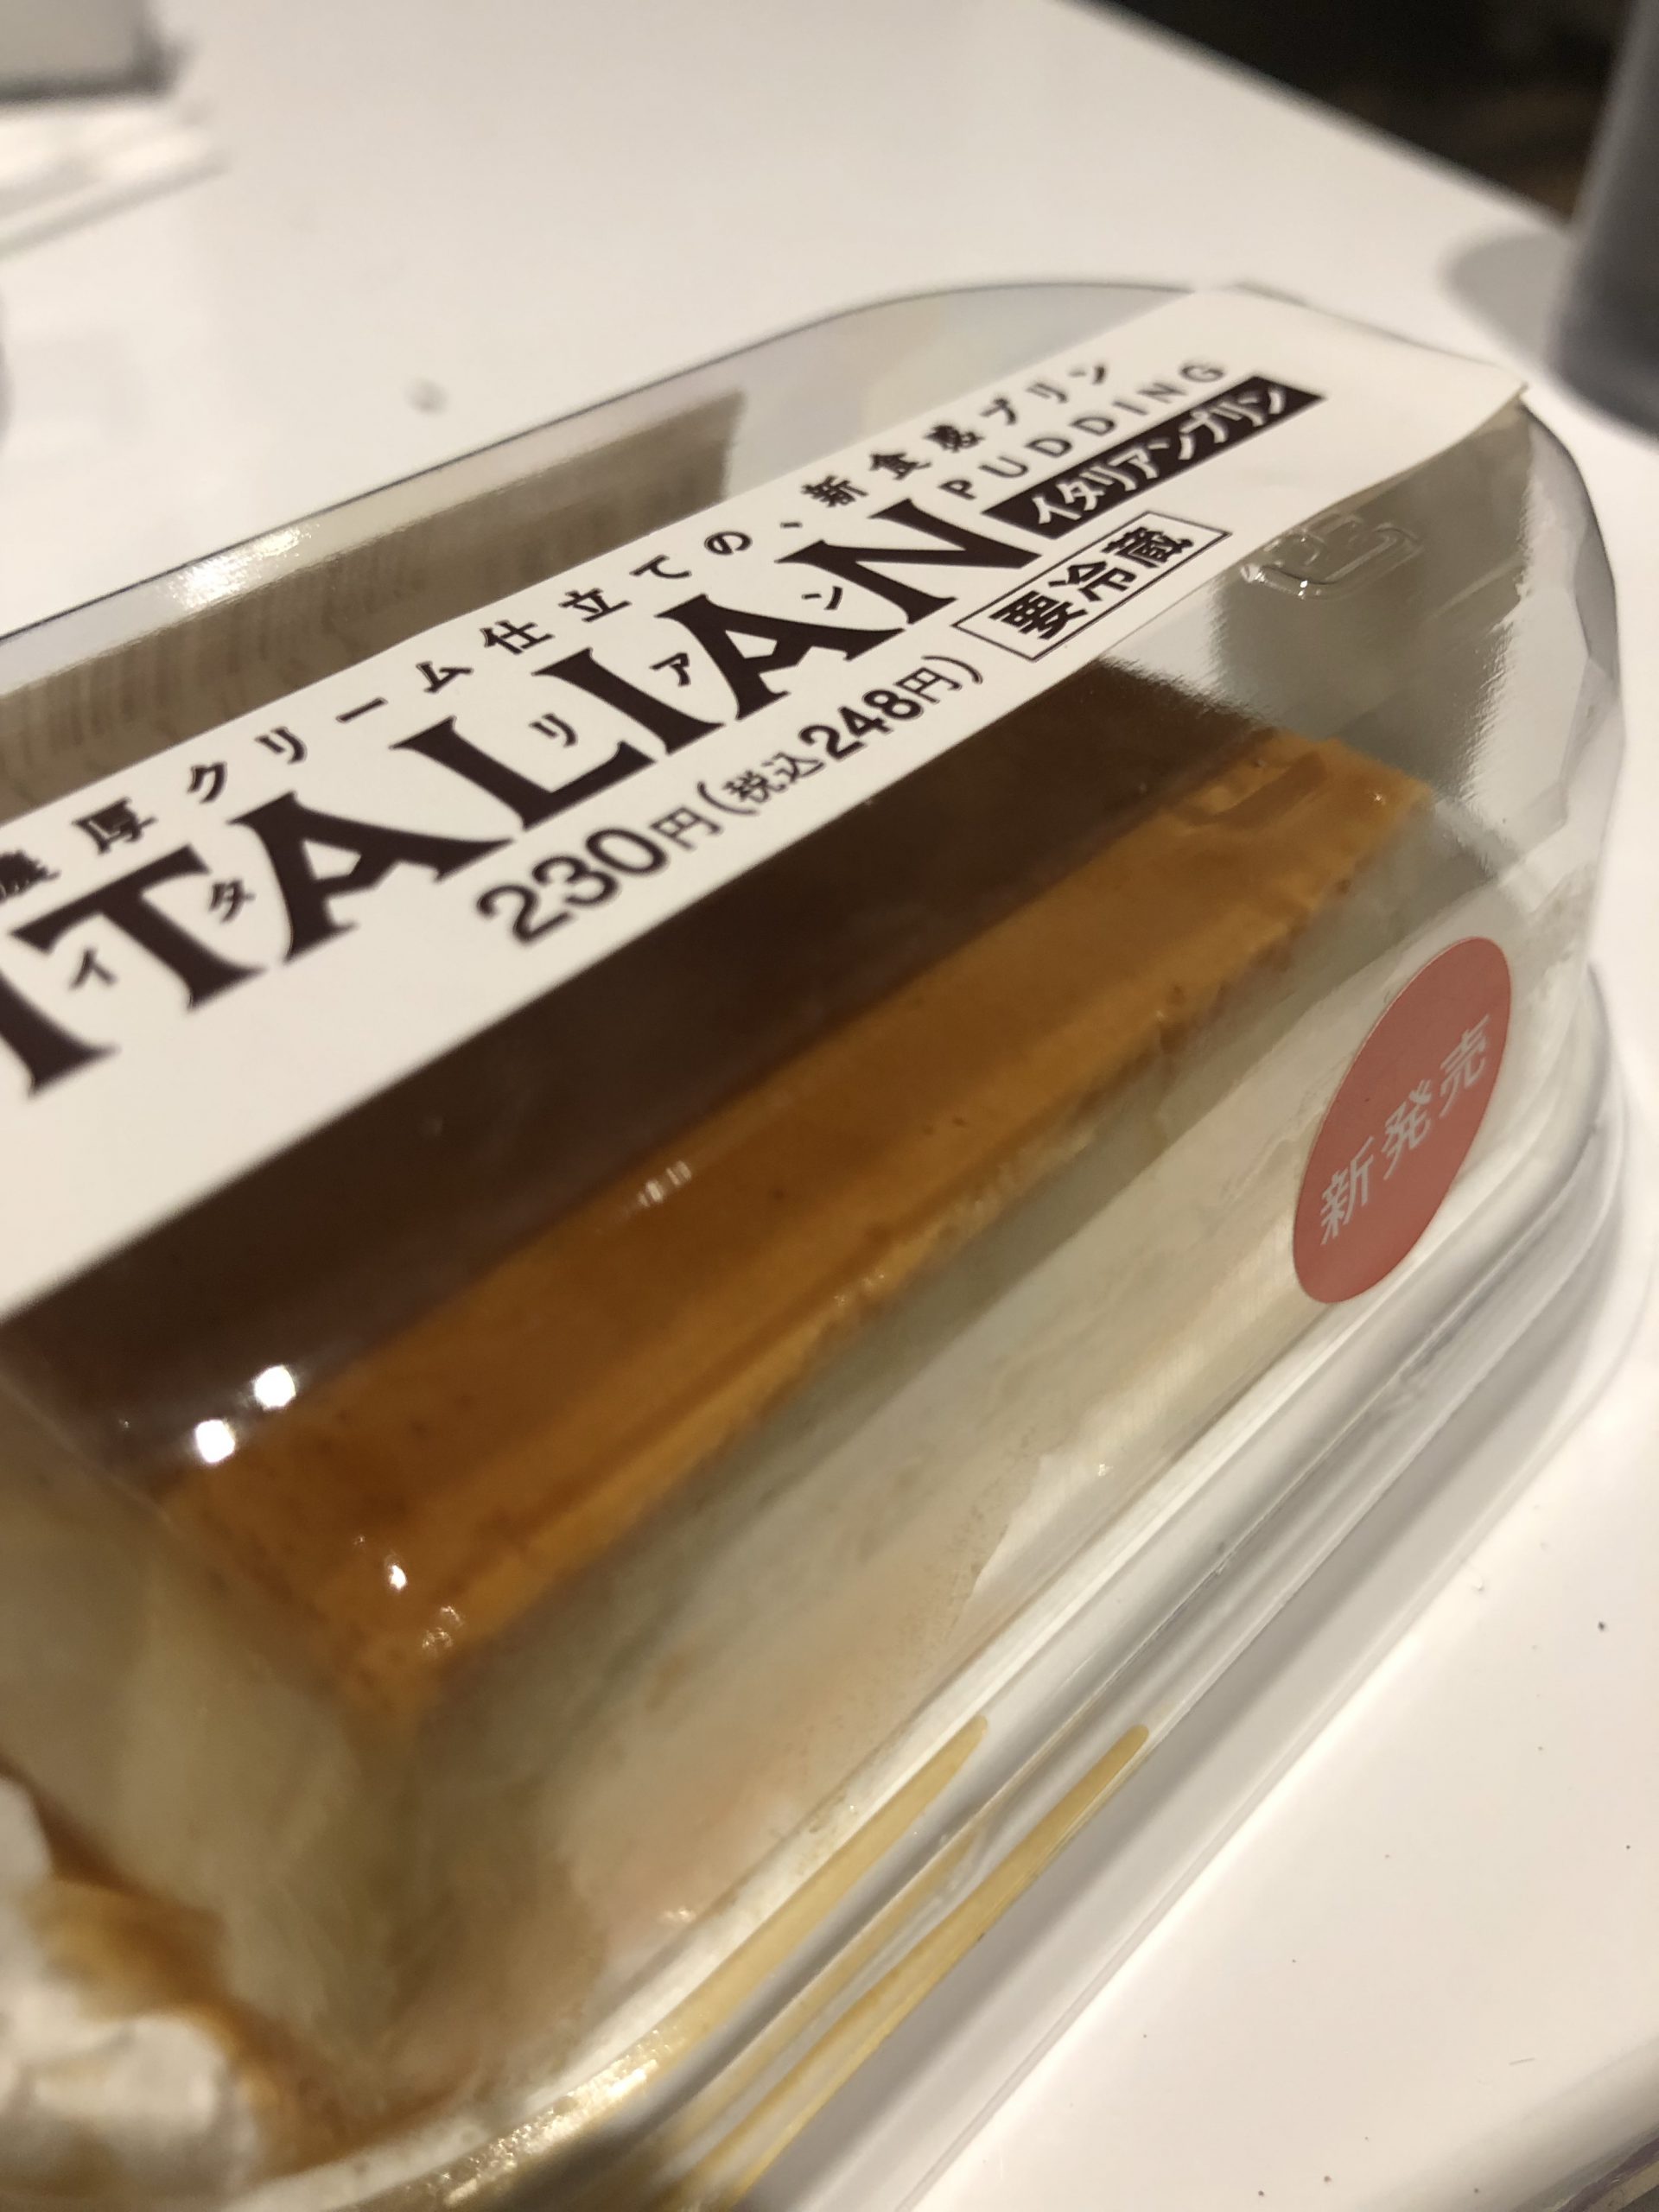 濃厚クリーム仕立ての、新食感プリン
ITALIAN
イタリアン
PUDDING
イタリアンプリン
230円(税込248円)
要冷蔵
新発売